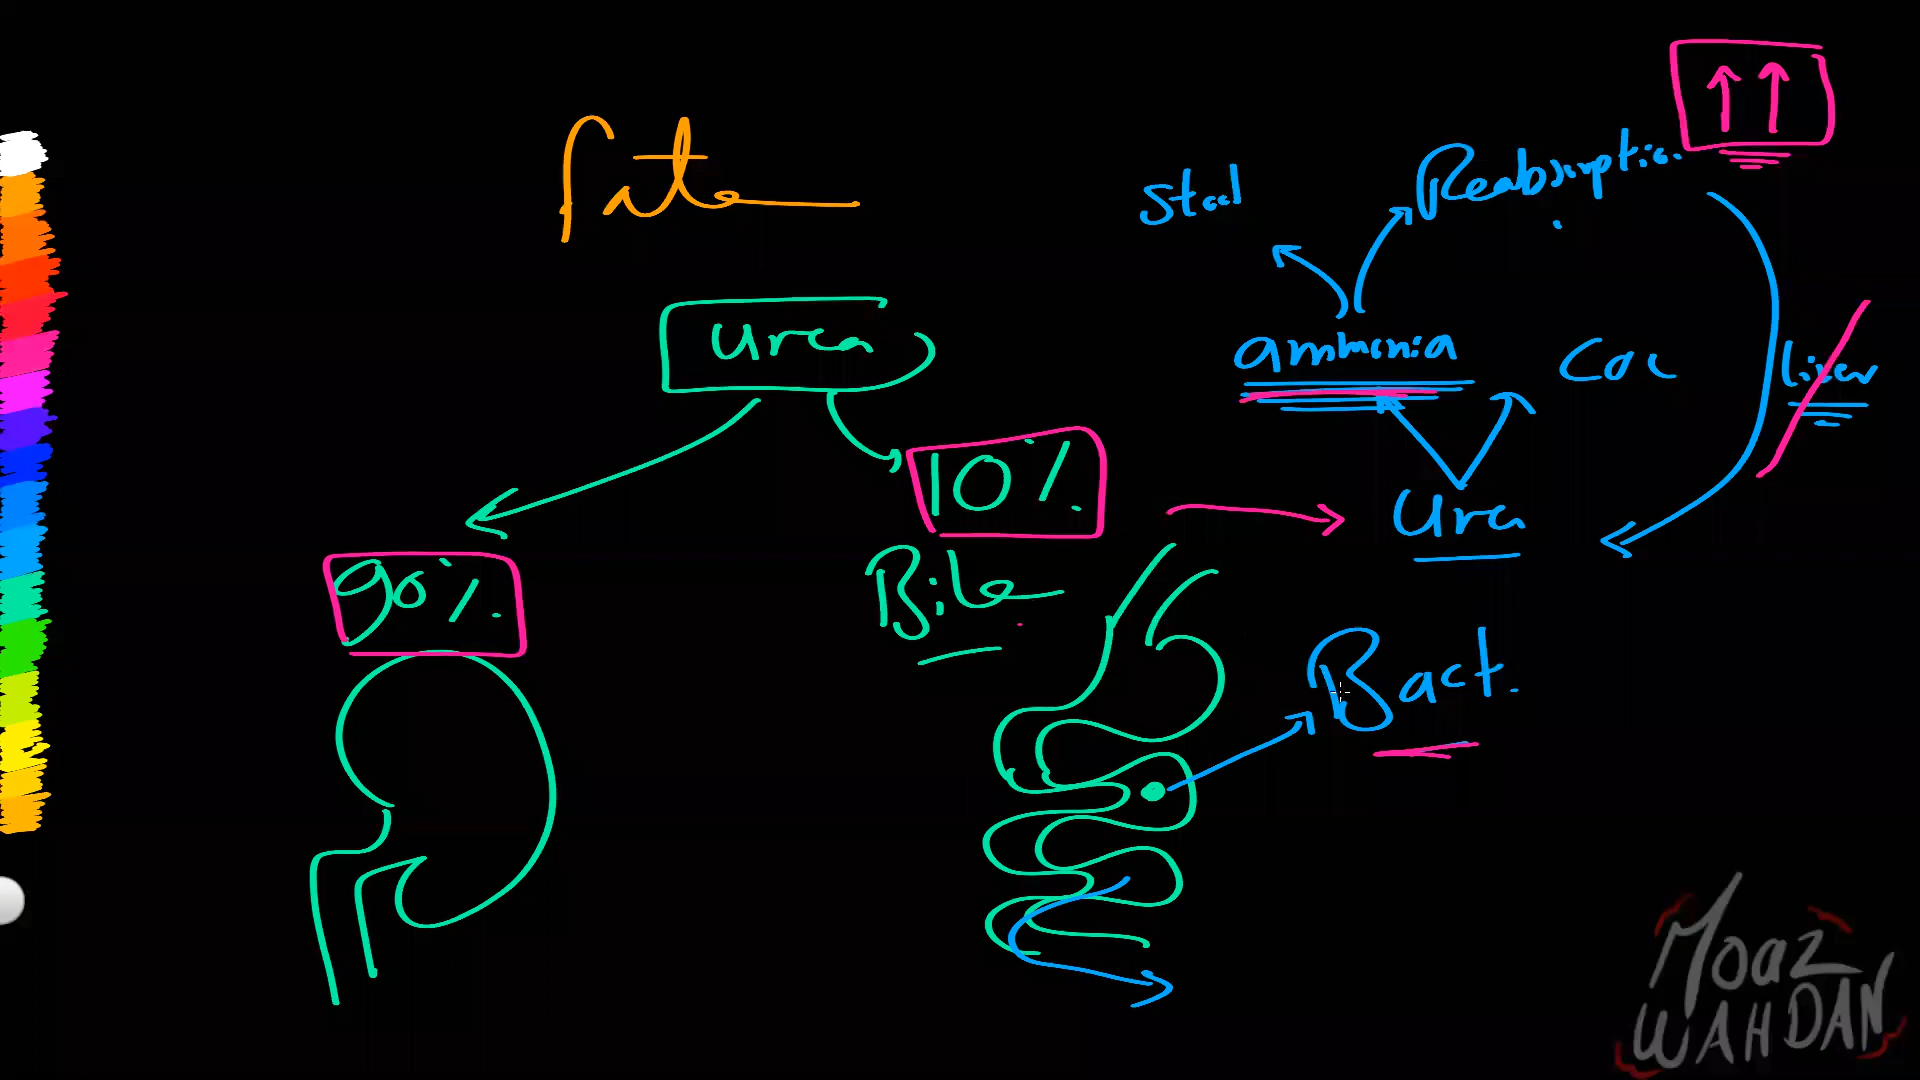 Fate
Stool
Reabsorption
Urea
ammonia
Co2
liver
10%
Urea
90%
Bile
Bact.
MOaZ
WAHDAN